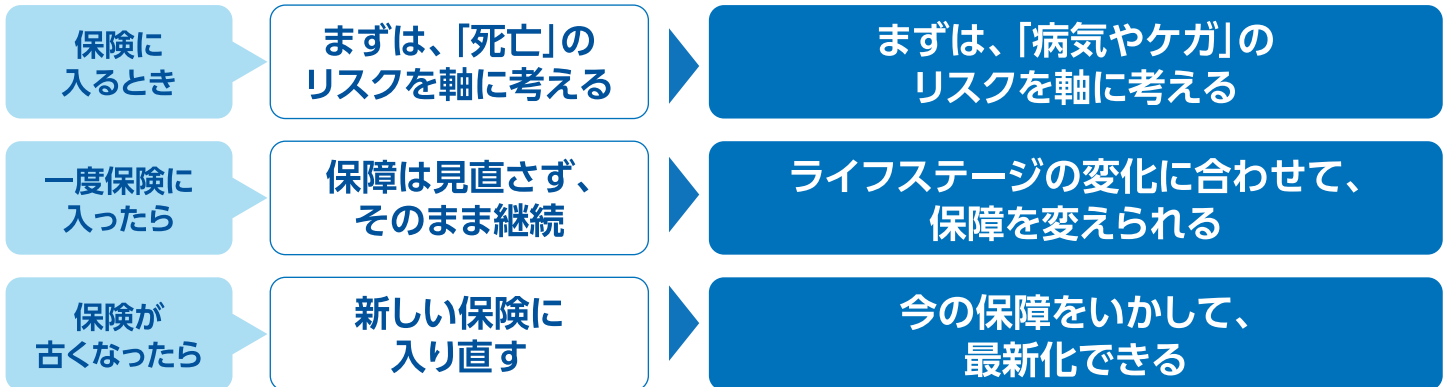 保険に
入るとき
まずは、「死亡」の
リスクを軸に考える
まずは、「病気やケガ」の
リスクを軸に考える
一度保険に
入ったら
保障は見直さず、
そのまま継続
ライフステージの変化に合わせて、
保障を変えられる
保険が
古くなったら
新しい保険に
入り直す
今の保障をいかして、
最新化できる